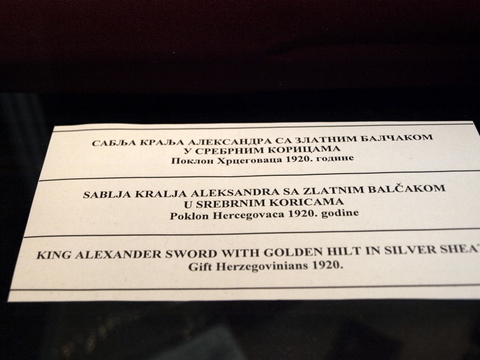 САБЉА КРАЉА АЛЕКСАНДРА СА ЗЛАТНИМ БАЛЧАКОМ
У СРЕБРНИМ КОРИЦАМА
Поклон Хрцеговаца 1920. године
SABLJA KRALJA ALEKSANDRA SA ZLATNIM BALČAKOM
U SREBRNIM KORICAMA
Poklon Hercegovaca 1920. godine
KING ALEXANDER SWORD WITH GOLDEN HILT IN SILVER
Gift Herzegovinians 1920.